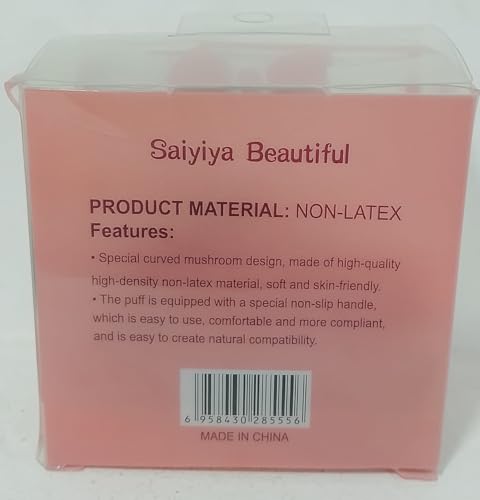 Saiyiya Beautiful
PRODUCT MATERIAL: NON-LATEX
Features:
• Special curved mushroom design, made of high-quality
high-density non-latex material, soft and skin-friendly.
• The puff is equipped with a special non-slip handle,
which is easy to use, comfortable and more compliant,
and is easy to create natural compatibility.
6 958430 285556
MADE IN CHINA